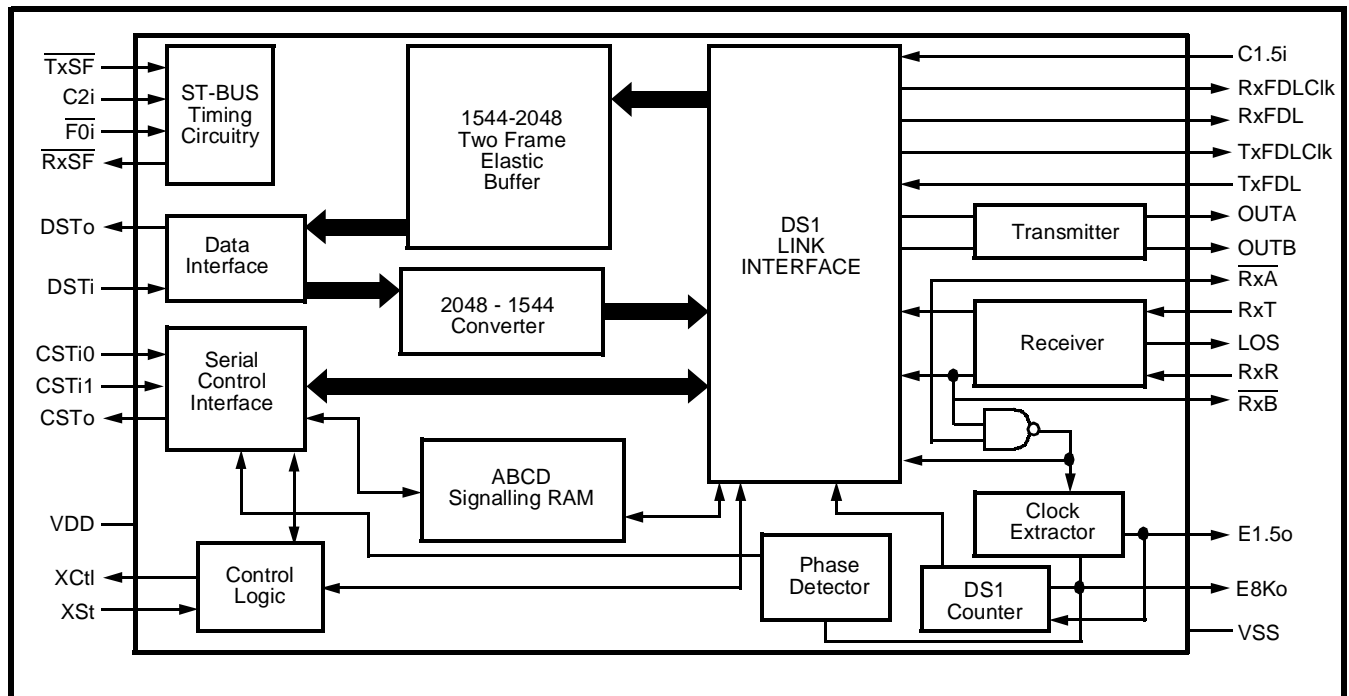 TxSF
C2i
F0i
RxSF
DSTo
DSTi
CSTi0
CSTi1
CSTo
VDD
XCtl
XSt
ST-BUS
Timing
Circuitry
1544-2048
Two Frame
Elastic
Buffer
Data
Interface
2048 - 1544
Converter
Serial
Control
Interface
ABCD
Signalling RAM
Control
Logic
DS1
LINK
INTERFACE
Phase
Detector
DS1
Counter
Transmitter
Receiver
Clock
Extractor
C1.5i
RxFDLClk
RxFDL
TxFDLClk
TxFDL
OUTA
OUTB
RxA
RxT
LOS
RxR
RxB
E1.5o
E8Ko
VSS